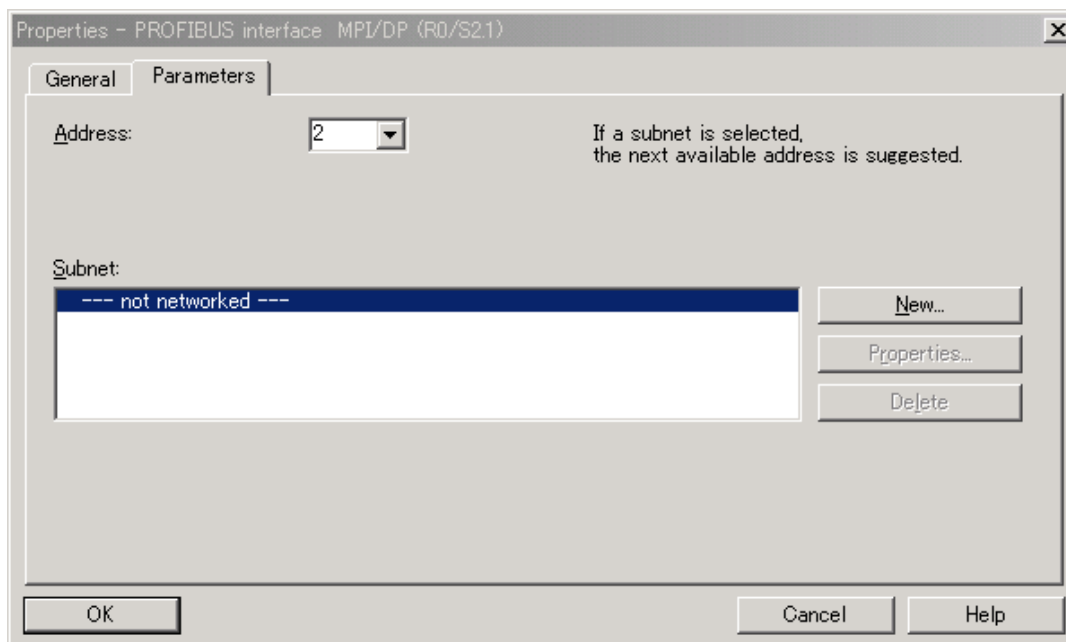 Properties - PROFIBUS interface  MPI/DP (R0/S2.1)
General
Parameters
Address:
2
If a subnet is selected,
the next available address is suggested.
Subnet:
--- not networked ---
New...
Properties...
Delete
OK
Cancel
Help